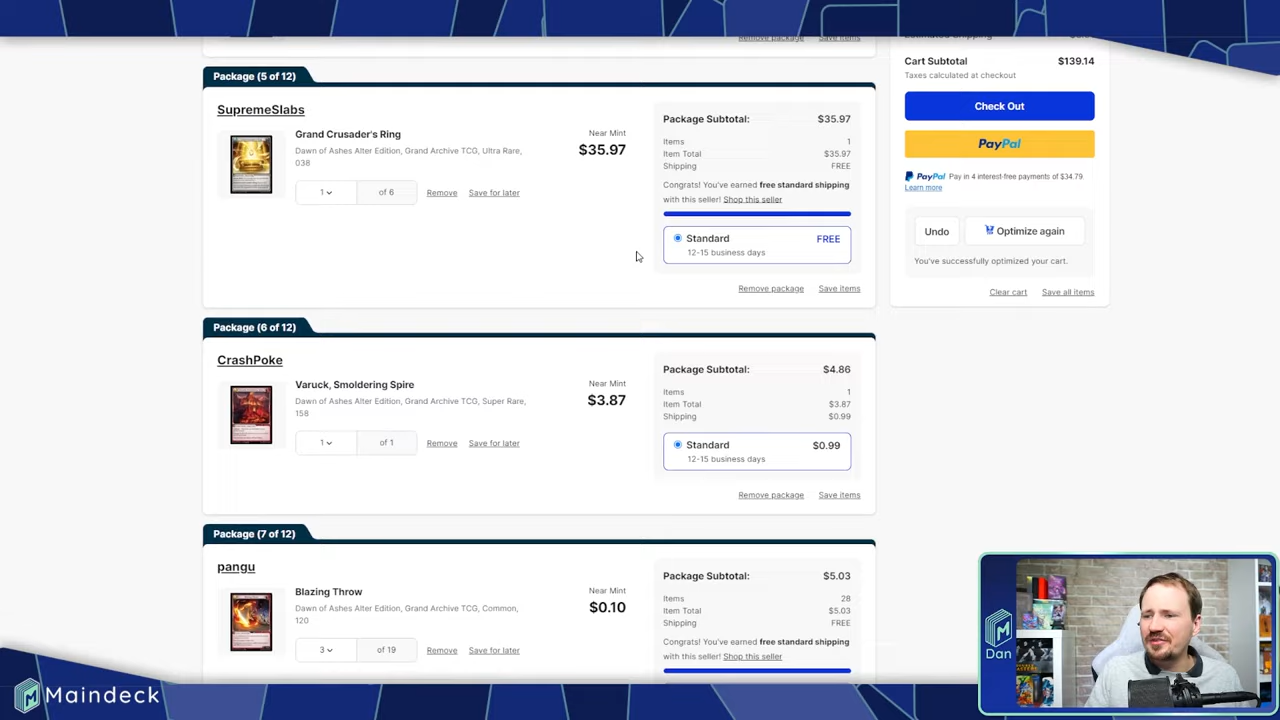 Remove package Save items
Estimated Shipping
Cart Subtotal $139.14
Taxes calculated at checkout
Check Out
PayPal
PayPal Pay in 4 interest-free payments of $34.79.
Learn more
Undo Optimize again
You've successfully optimized your cart.
Clear cart Save all items
Package (5 of 12)
SupremeSlabs
Grand Crusader's Ring
Dawn of Ashes Alter Edition, Grand Archive TCG, Ultra Rare,
038
Near Mint
$35.97
1 of 6 Remove Save for later
Package Subtotal: $35.97
Items 1
Item Total $35.97
Shipping FREE
Congrats! You've earned free standard shipping
with this seller! Shop this seller
Standard FREE
12-15 business days
Remove package Save items
Package (6 of 12)
CrashPoke
Varuck, Smoldering Spire
Dawn of Ashes Alter Edition, Grand Archive TCG, Super Rare,
158
Near Mint
$3.87
1 of 1 Remove Save for later
Package Subtotal: $4.86
Items 1
Item Total $3.87
Shipping $0.99
Standard $0.99
12-15 business days
Remove package Save items
Package (7 of 12)
pangu
Blazing Throw
Dawn of Ashes Alter Edition, Grand Archive TCG, Common,
120
Near Mint
$0.10
3 of 19 Remove Save for later
Package Subtotal: $5.03
Items 28
Item Total $5.03
Shipping FREE
Congrats! You've earned free standard shipping
with this seller! Shop this seller
Maindeck
Dan